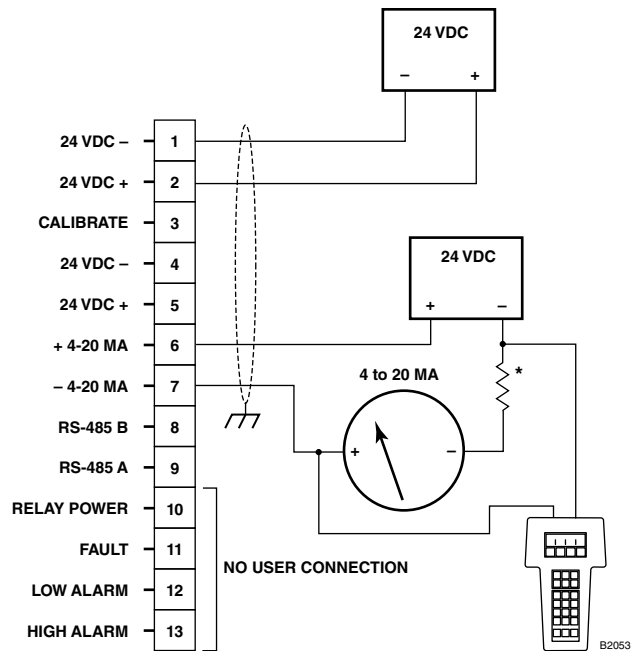 24 VDC
– +
24 VDC – 1
24 VDC + 2
CALIBRATE 3
24 VDC – 4
24 VDC + 5
+ 4-20 MA 6
– 4-20 MA 7
RS-485 B 8
RS-485 A 9
RELAY POWER 10
FAULT 11
LOW ALARM 12
HIGH ALARM 13
NO USER CONNECTION
24 VDC
+ –
*
4 to 20 MA
+ –
B2053